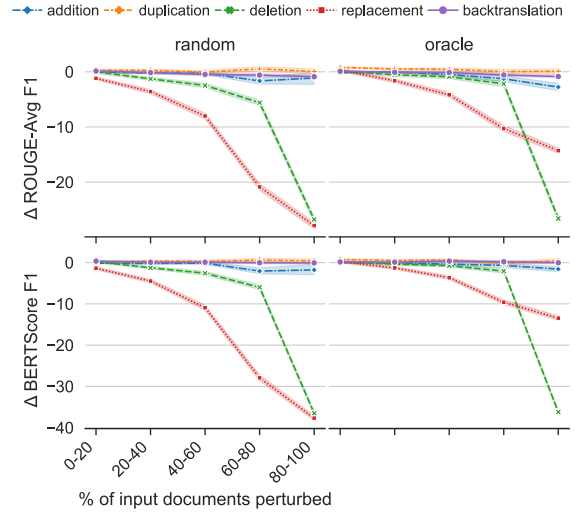 addition duplication deletion replacement backtranslation
random oracle
Δ ROUGE-Avg F1
0
−10
−20
Δ BERTScore F1
0
−10
−20
−30
−40
0-20 20-40 40-60 60-80 80-100
% of input documents perturbed